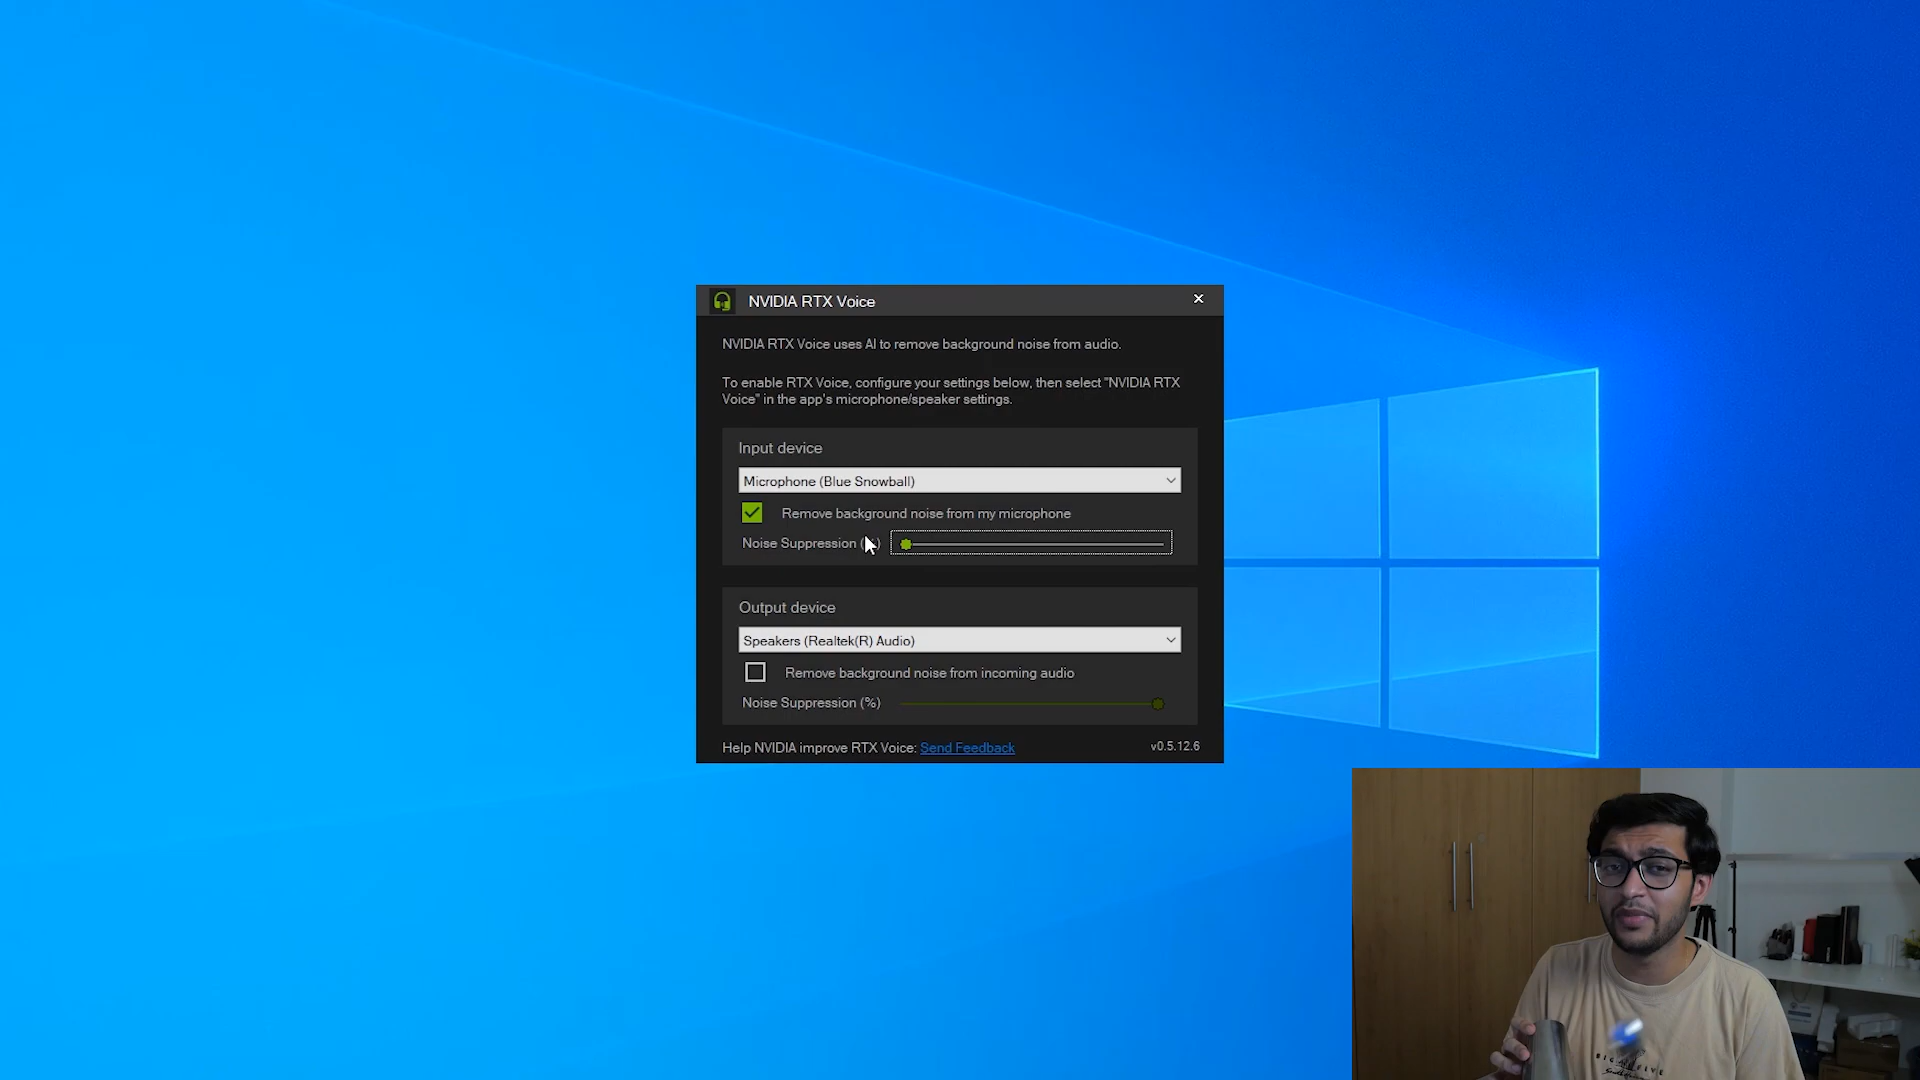 NVIDIA RTX Voice
NVIDIA RTX Voice uses AI to remove background noise from audio.
To enable RTX Voice, configure your settings below, then select "NVIDIA RTX
Voice" in the app's microphone/speaker settings.
Input device
Microphone (Blue Snowball)
Remove background noise from my microphone
Noise Suppression
Output device
Speakers (Realtek(R) Audio)
Remove background noise from incoming audio
Noise Suppression (%)
Help NVIDIA improve RTX Voice: Send Feedback
v0.5.12.6